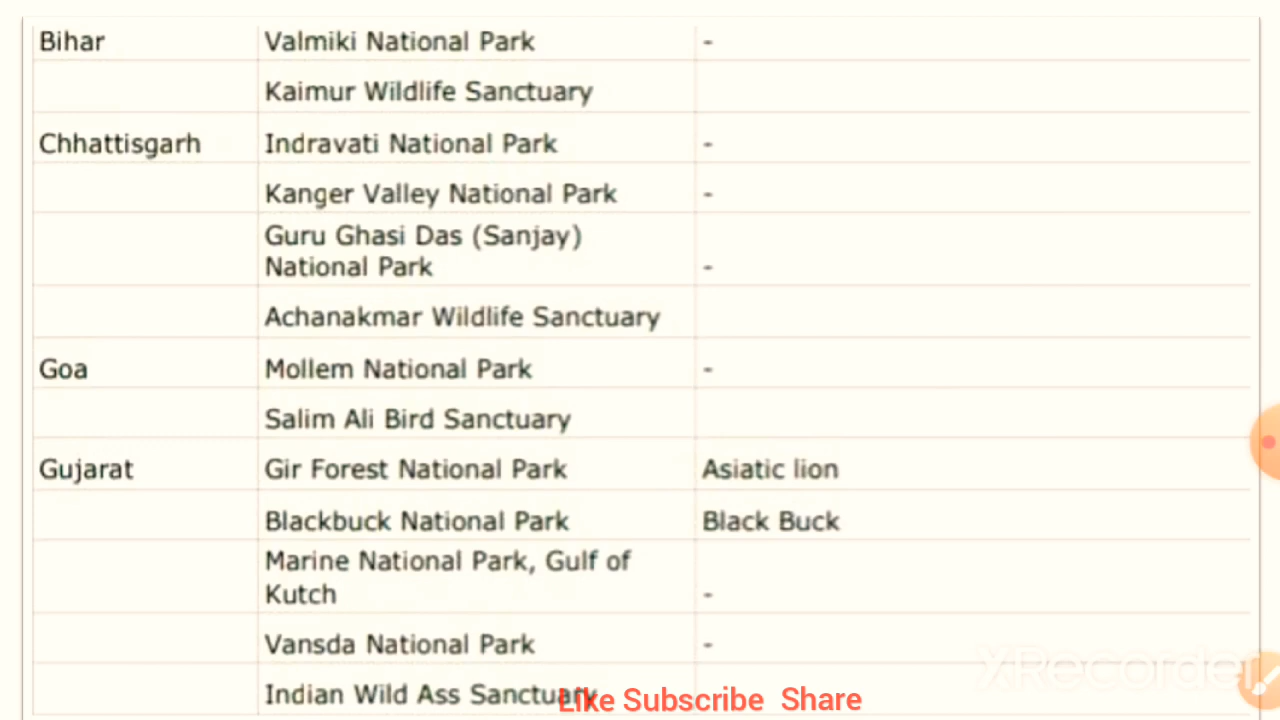 Bihar Valmiki National Park -
Kaimur Wildlife Sanctuary
Chhattisgarh Indravati National Park -
Kanger Valley National Park -
Guru Ghasi Das (Sanjay)
National Park -
Achanakmar Wildlife Sanctuary
Goa Mollem National Park -
Salim Ali Bird Sanctuary
Gujarat Gir Forest National Park Asiatic lion
Blackbuck National Park Black Buck
Marine National Park, Gulf of
Kutch -
Vansda National Park -
XRecorder
Indian Wild Ass Sanctuary
Like Subscribe Share